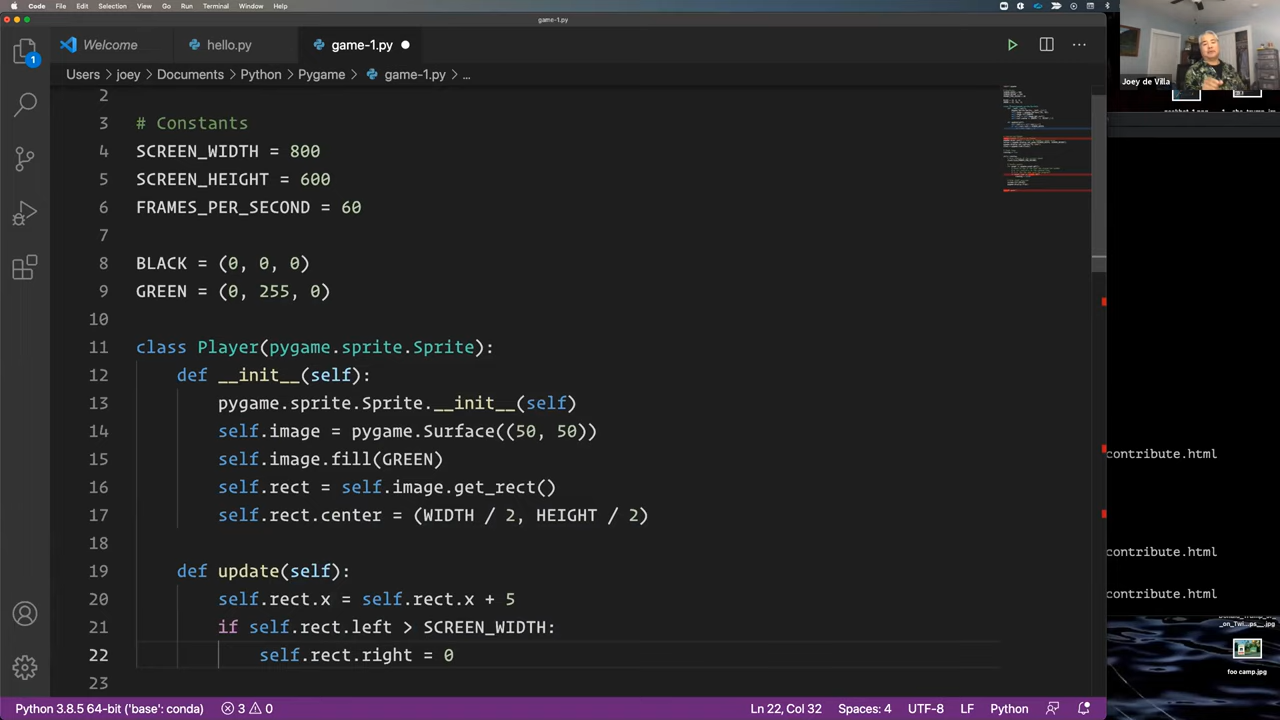 Code File Edit Selection View Go Run Terminal Window Help
game-1.py
Welcome hello.py game-1.py
Users > joey > Documents > Python > Pygame > game-1.py > ...
2
3 # Constants
4 SCREEN_WIDTH = 800
5 SCREEN_HEIGHT = 600
6 FRAMES_PER_SECOND = 60
7
8 BLACK = (0, 0, 0)
9 GREEN = (0, 255, 0)
10
11 class Player(pygame.sprite.Sprite):
12 def __init__(self):
13 pygame.sprite.Sprite.__init__(self)
14 self.image = pygame.Surface((50, 50))
15 self.image.fill(GREEN)
16 self.rect = self.image.get_rect()
17 self.rect.center = (WIDTH / 2, HEIGHT / 2)
18
19 def update(self):
20 self.rect.x = self.rect.x + 5
21 if self.rect.left > SCREEN_WIDTH:
22 self.rect.right = 0
23
1
Python 3.8.5 64-bit ('base': conda) 3 0 Ln 22, Col 32 Spaces: 4 UTF-8 LF Python
Joey de Villa
contribute.html
contribute.html
contribute.html
foo camp.jpg